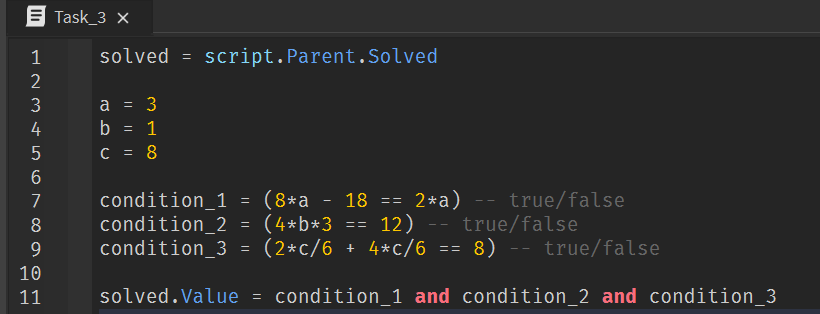 Task_3 ×
1 solved = script.Parent.Solved
2
3 a = 3
4 b = 1
5 c = 8
6
7 condition_1 = (8*a - 18 == 2*a) -- true/false
8 condition_2 = (4*b*3 == 12) -- true/false
9 condition_3 = (2*c/6 + 4*c/6 == 8) -- true/false
10
11 solved.Value = condition_1 and condition_2 and condition_3